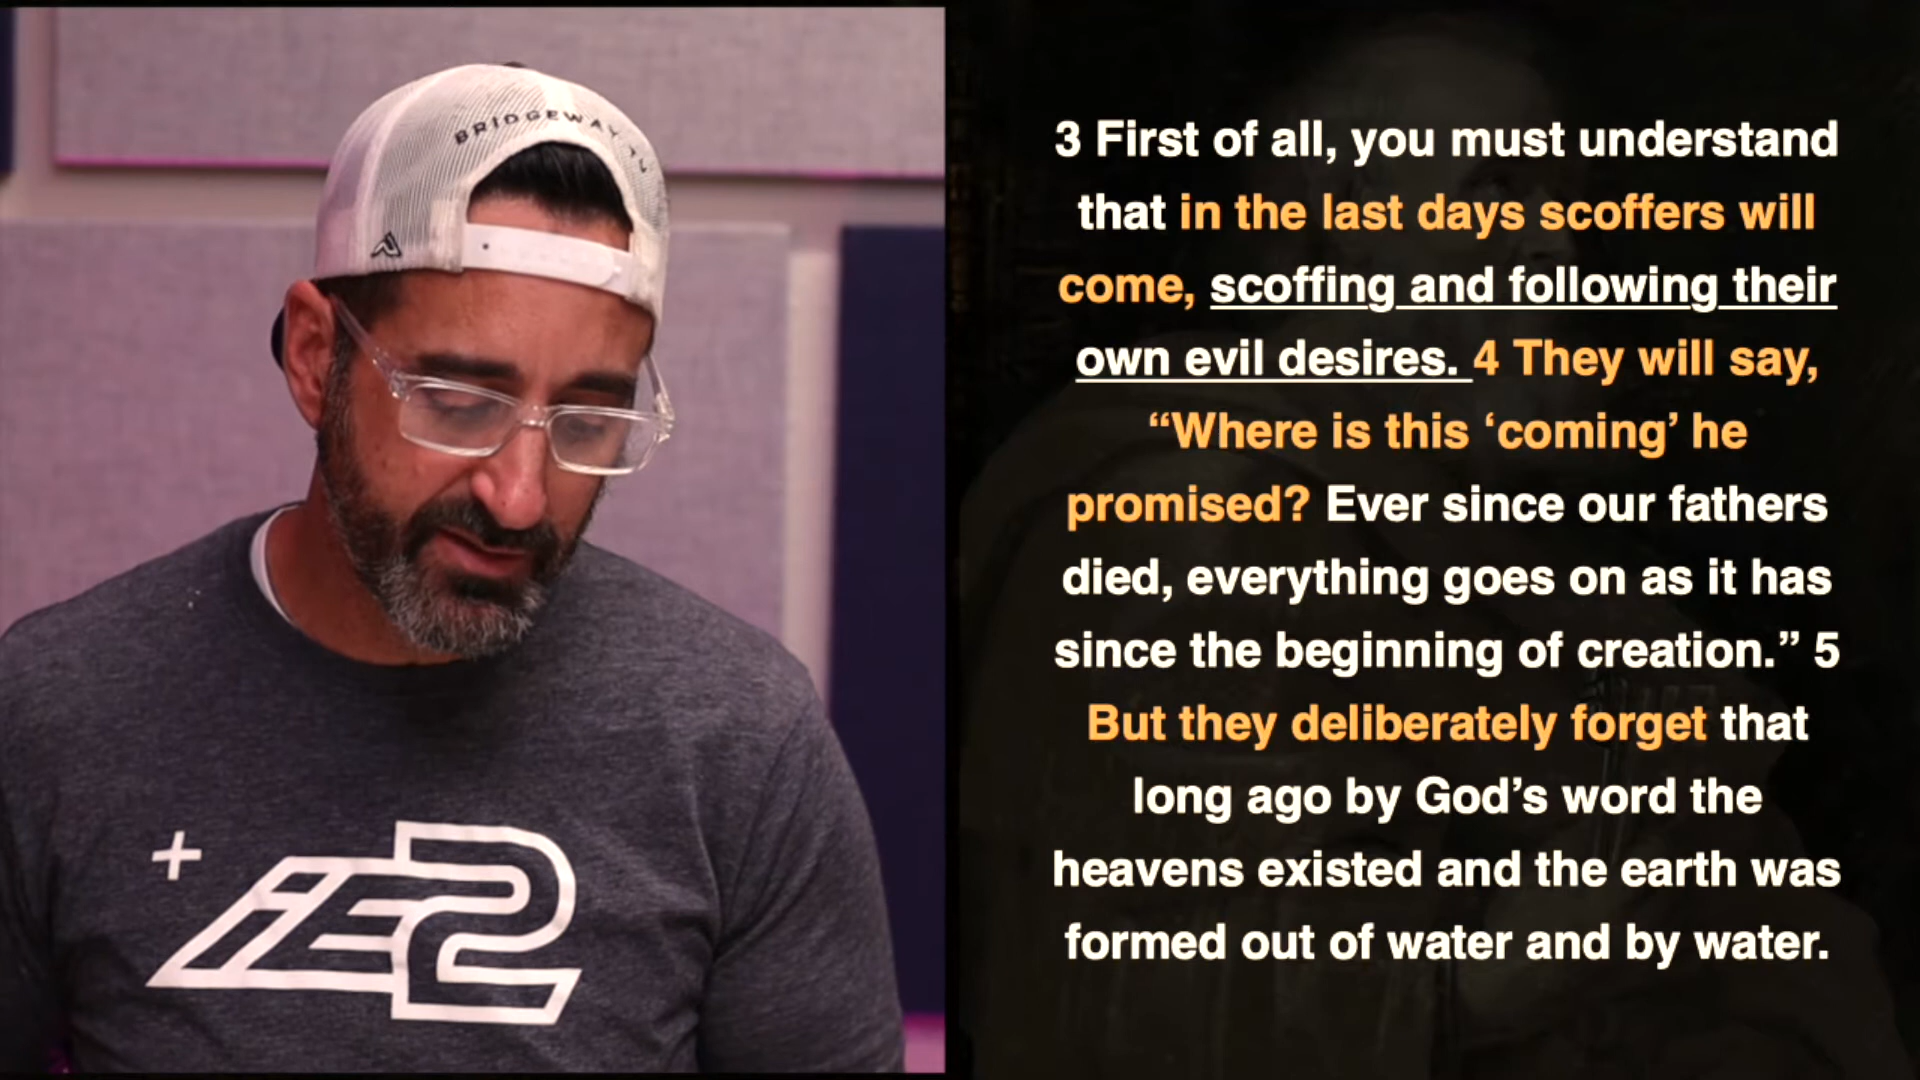 BRIDGEWAY
+
iE2
3 First of all, you must understand
that in the last days scoffers will
come, scoffing and following their
own evil desires. 4 They will say,
“Where is this ‘coming’ he
promised? Ever since our fathers
died, everything goes on as it has
since the beginning of creation.” 5
But they deliberately forget that
long ago by God’s word the
heavens existed and the earth was
formed out of water and by water.